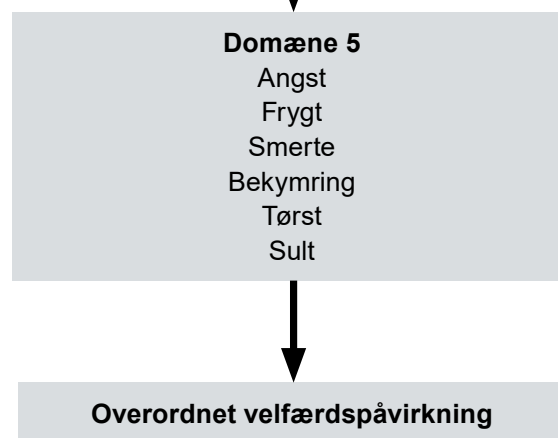 Domæne 5
Angst
Frygt
Smerte
Bekymring
Tørst
Sult
Overordnet velfærdspåvirkning